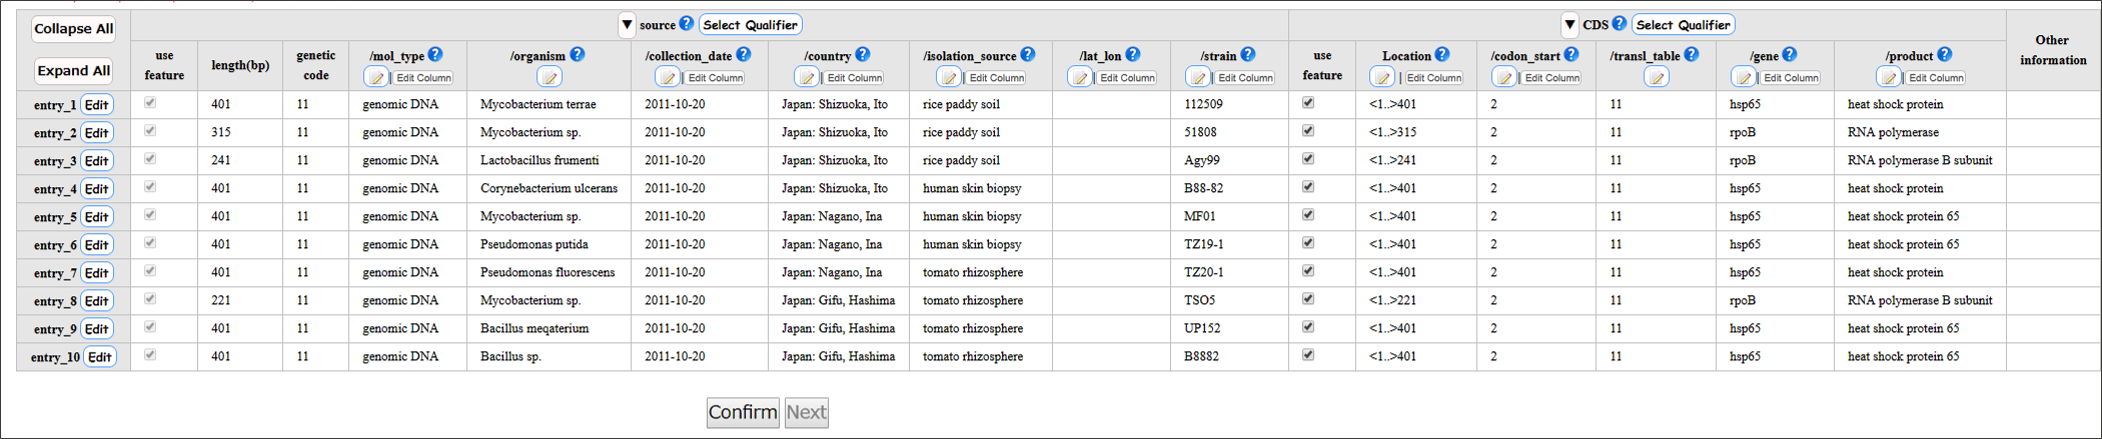 Collapse All
Expand All
▼ source ? Select Qualifier
▼ CDS ? Select Qualifier
Other information
use feature
length(bp)
genetic code
/mol_type ? | Edit Column
/organism ?
/collection_date ? | Edit Column
/country ? | Edit Column
/isolation_source ? | Edit Column
/lat_lon ? | Edit Column
/strain ? | Edit Column
use feature
Location ? | Edit Column
/codon_start ? | Edit Column
/transl_table ?
/gene ? | Edit Column
/product ? | Edit Column
entry_1 Edit 401 11 genomic DNA Mycobacterium terrae 2011-10-20 Japan: Shizuoka, Ito rice paddy soil 112509 <1..>401 2 11 hsp65 heat shock protein
entry_2 Edit 315 11 genomic DNA Mycobacterium sp. 2011-10-20 Japan: Shizuoka, Ito rice paddy soil 51808 <1..>315 2 11 rpoB RNA polymerase
entry_3 Edit 241 11 genomic DNA Lactobacillus frumenti 2011-10-20 Japan: Shizuoka, Ito rice paddy soil Agy99 <1..>241 2 11 rpoB RNA polymerase B subunit
entry_4 Edit 401 11 genomic DNA Corynebacterium ulcerans 2011-10-20 Japan: Shizuoka, Ito human skin biopsy B88-82 <1..>401 2 11 hsp65 heat shock protein
entry_5 Edit 401 11 genomic DNA Mycobacterium sp. 2011-10-20 Japan: Nagano, Ina human skin biopsy MF01 <1..>401 2 11 hsp65 heat shock protein 65
entry_6 Edit 401 11 genomic DNA Pseudomonas putida 2011-10-20 Japan: Nagano, Ina human skin biopsy TZ19-1 <1..>401 2 11 hsp65 heat shock protein 65
entry_7 Edit 401 11 genomic DNA Pseudomonas fluorescens 2011-10-20 Japan: Nagano, Ina tomato rhizosphere TZ20-1 <1..>401 2 11 hsp65 heat shock protein
entry_8 Edit 221 11 genomic DNA Mycobacterium sp. 2011-10-20 Japan: Gifu, Hashima tomato rhizosphere TSO5 <1..>221 2 11 rpoB RNA polymerase B subunit
entry_9 Edit 401 11 genomic DNA Bacillus meqaterium 2011-10-20 Japan: Gifu, Hashima tomato rhizosphere UP152 <1..>401 2 11 hsp65 heat shock protein 65
entry_10 Edit 401 11 genomic DNA Bacillus sp. 2011-10-20 Japan: Gifu, Hashima tomato rhizosphere B8882 <1..>401 2 11 hsp65 heat shock protein 65
Confirm Next